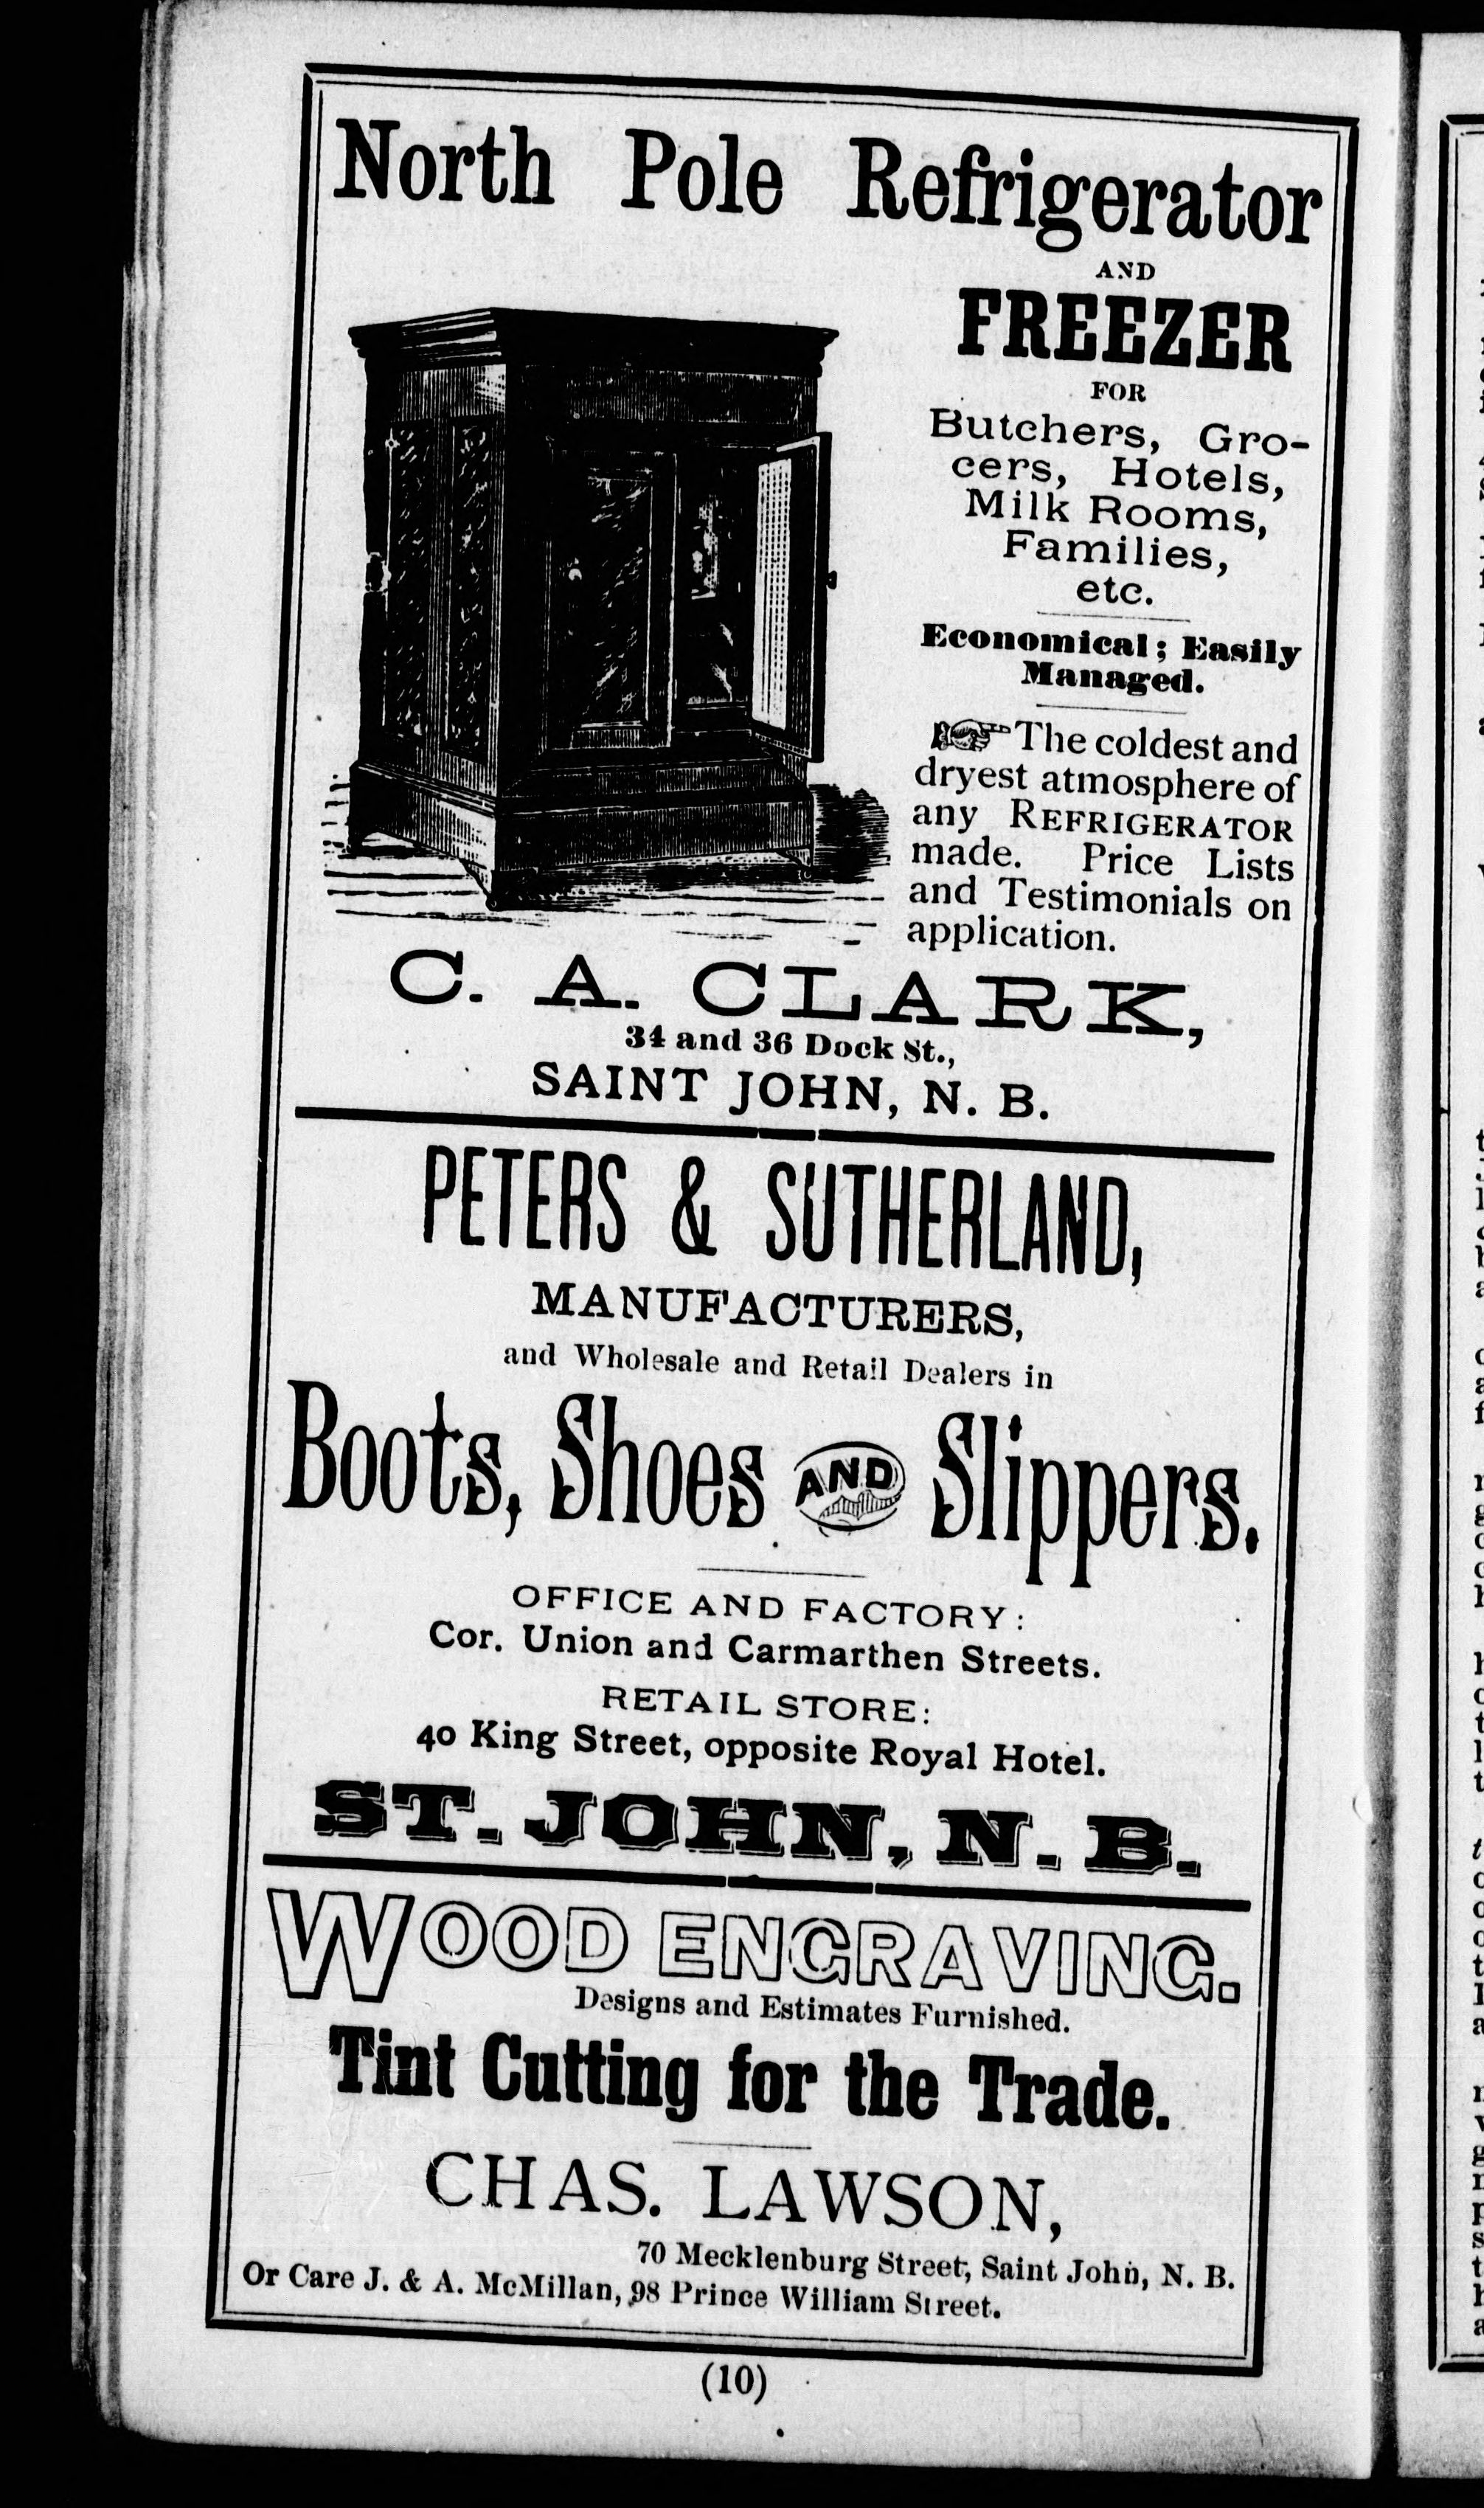 North Pole Refrigerator
AND
FREEZER
FOR
Butchers, Gro-
cers, Hotels,
Milk Rooms,
Families,
etc.
Economical; Easily
Managed.
☞ The coldest and
dryest atmosphere of
any REFRIGERATOR
made. Price Lists
and Testimonials on
application.
C. A. CLARK,
34 and 36 Dock St.,
SAINT JOHN, N. B.
PETERS & SUTHERLAND,
MANUFACTURERS,
and Wholesale and Retail Dealers in
Boots, Shoes AND Slippers.
OFFICE AND FACTORY:
Cor. Union and Carmarthen Streets.
RETAIL STORE:
40 King Street, opposite Royal Hotel.
ST. JOHN, N. B.
WOOD ENGRAVING.
Designs and Estimates Furnished.
Tint Cutting for the Trade.
CHAS. LAWSON,
70 Mecklenburg Street, Saint John, N. B.
Or Care J. & A. McMillan, 98 Prince William Street.
(10)